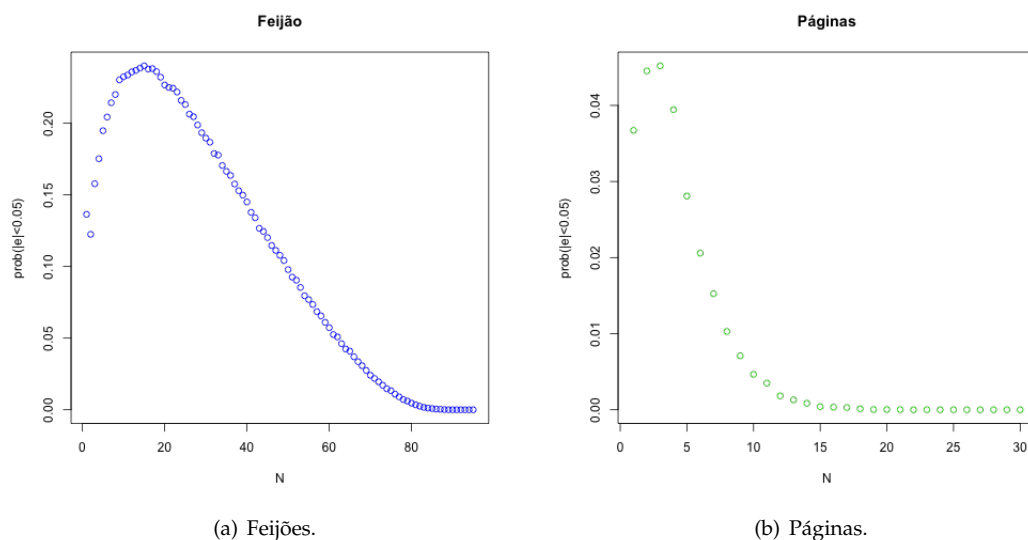 Feijão
prob(|e|<0.05)
0.20
0.15
0.10
0.05
0.00
0 20 40 60 80
N
(a) Feijões.
Páginas
prob(|e|<0.05)
0.04
0.03
0.02
0.01
0.00
0 5 10 15 20 25 30
N
(b) Páginas.